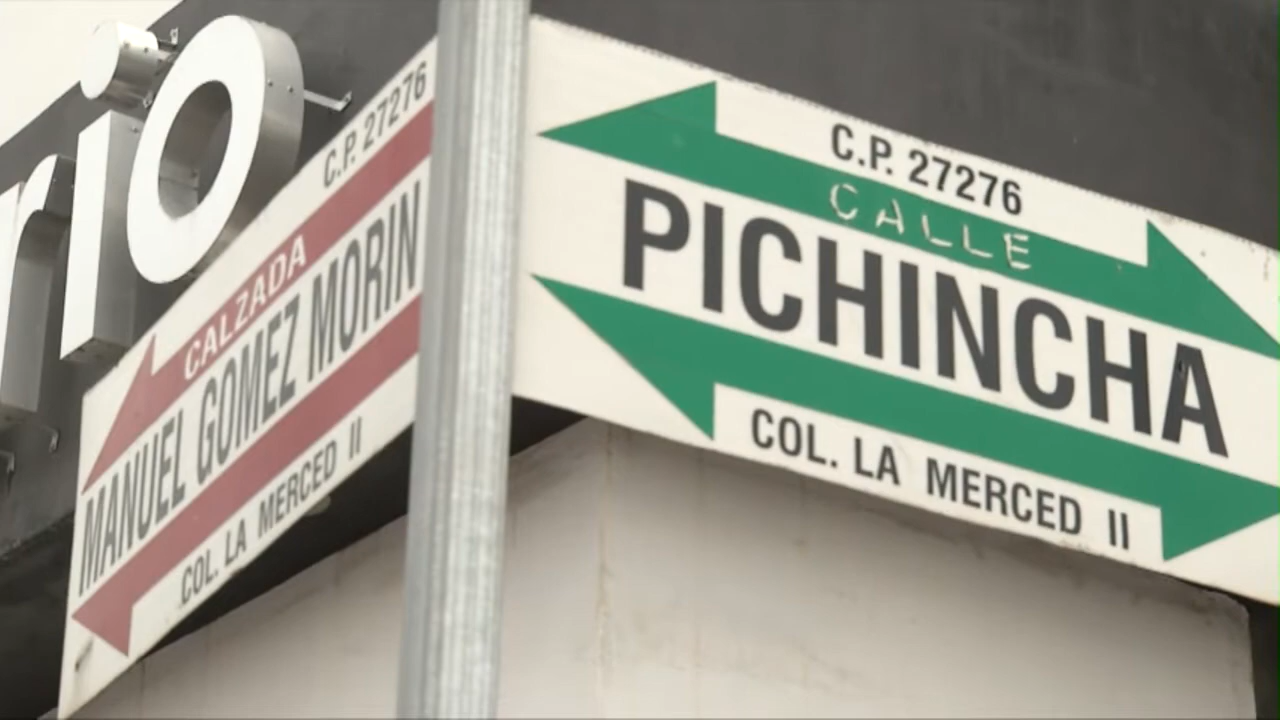 rio
C.P. 27276
CALZADA
MANUEL GOMEZ MORIN
COL. LA MERCED II
C.P. 27276
CALLE
PICHINCHA
COL. LA MERCED II